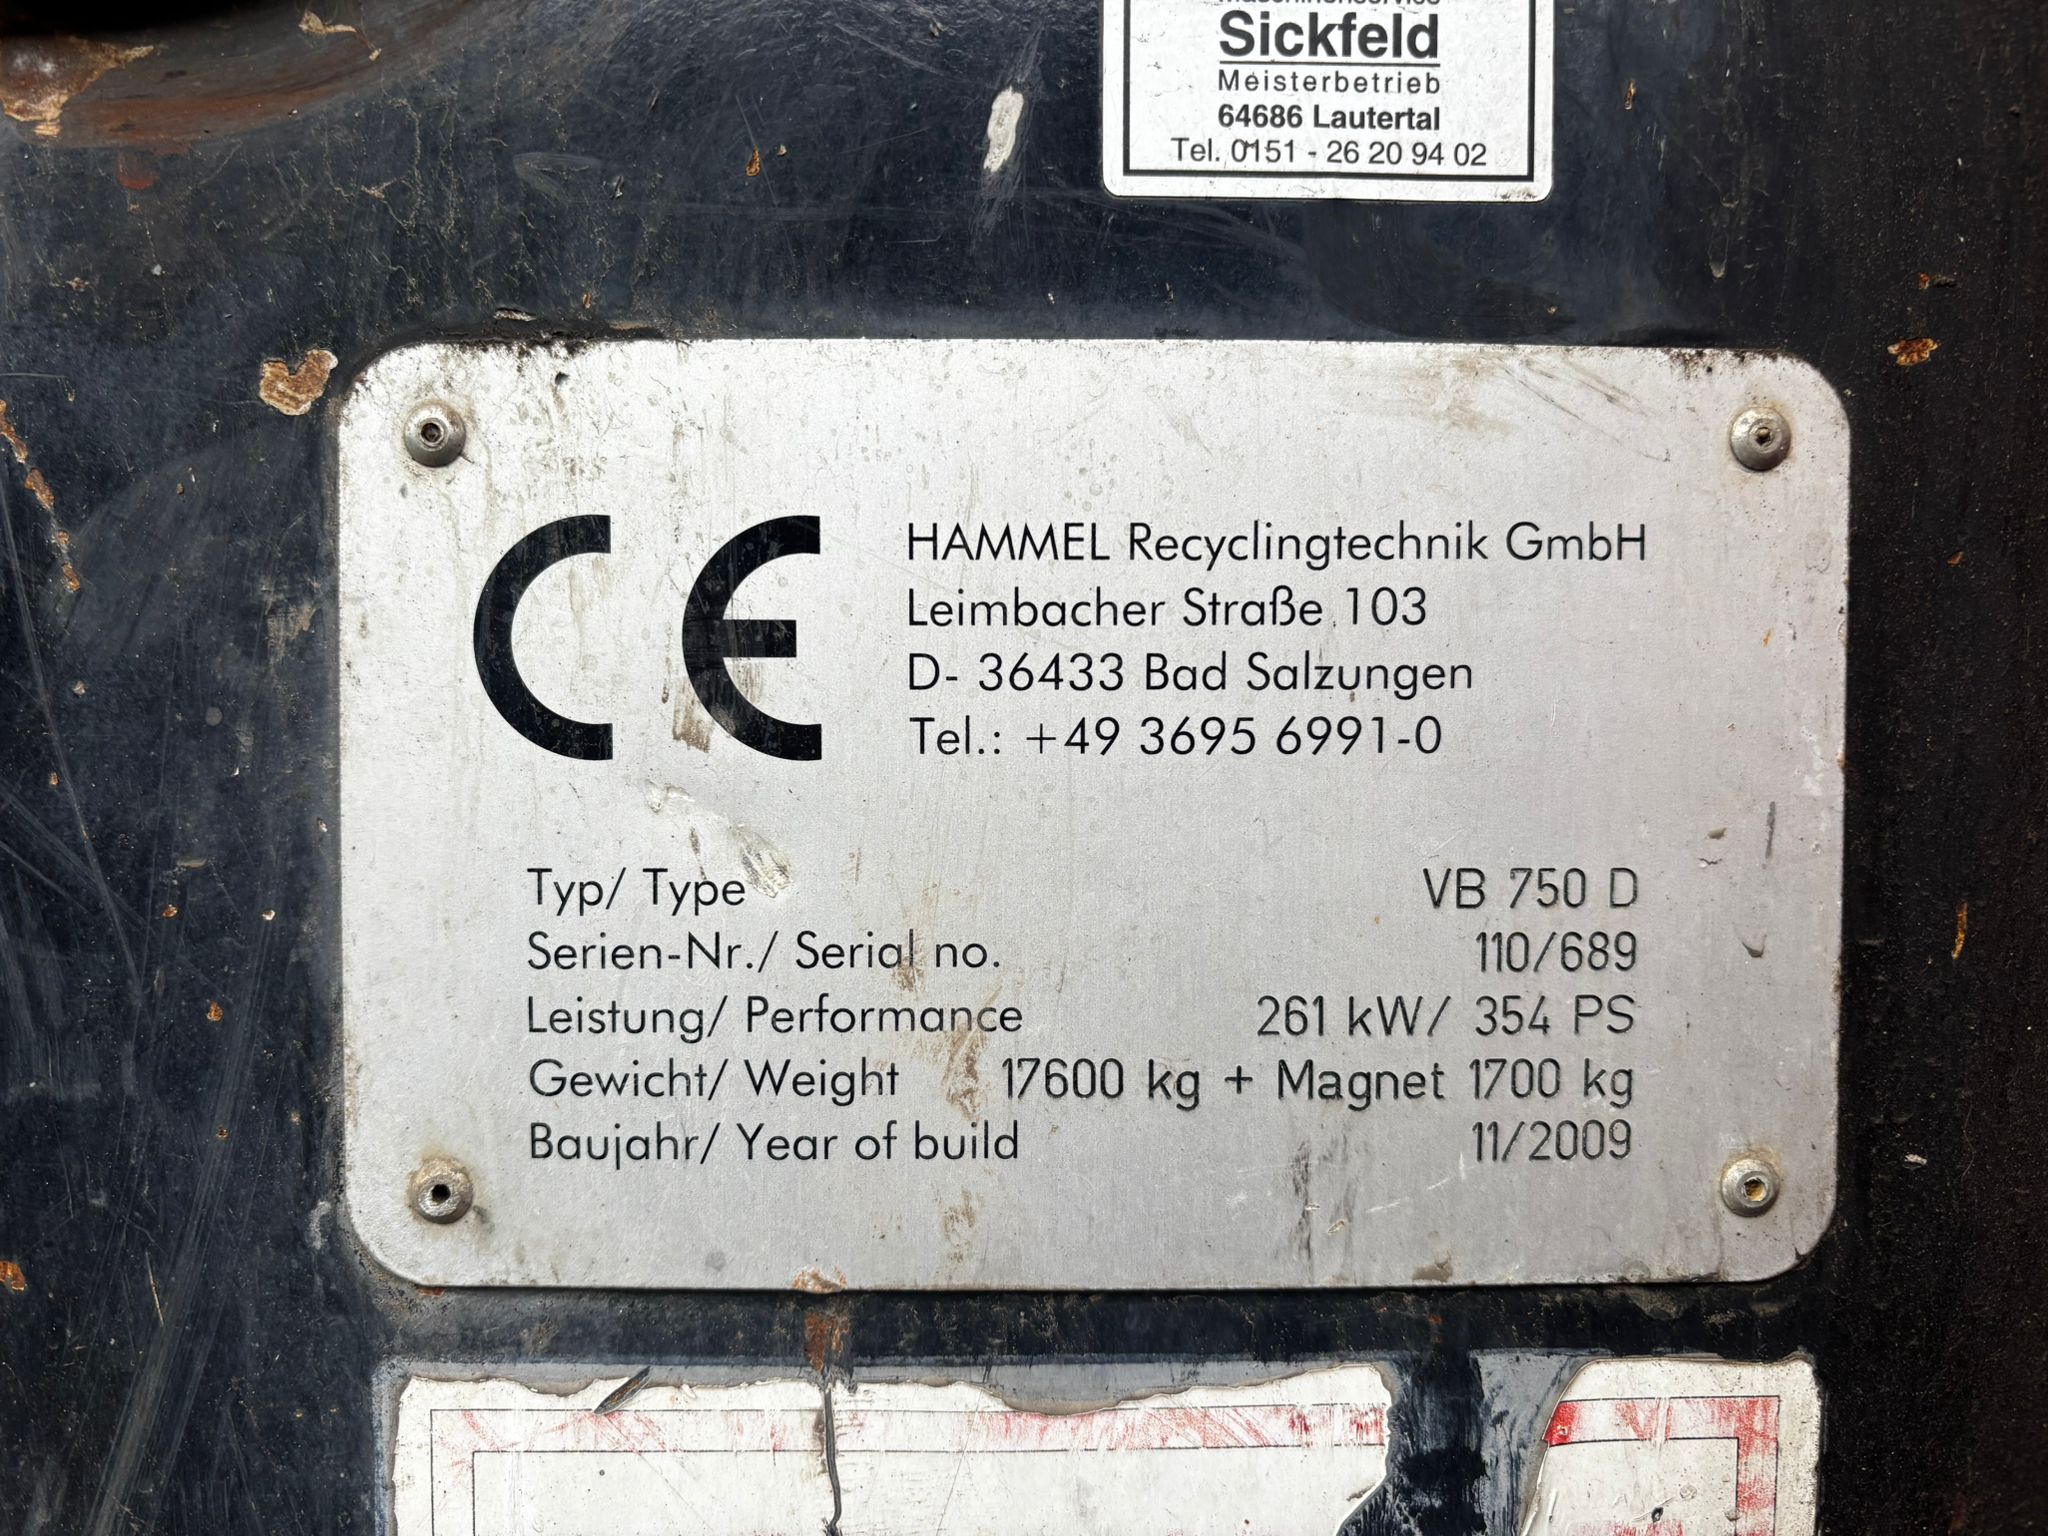 Sickfeld
Meisterbetrieb
64686 Lautertal
Tel. 0151 - 26 20 94 02
CE
HAMMEL Recyclingtechnik GmbH
Leimbacher Straße 103
D- 36433 Bad Salzungen
Tel.: +49 3695 6991-0
Typ/ Type VB 750 D
Serien-Nr./ Serial no. 110/689
Leistung/ Performance 261 kW/ 354 PS
Gewicht/ Weight 17600 kg + Magnet 1700 kg
Baujahr/ Year of build 11/2009